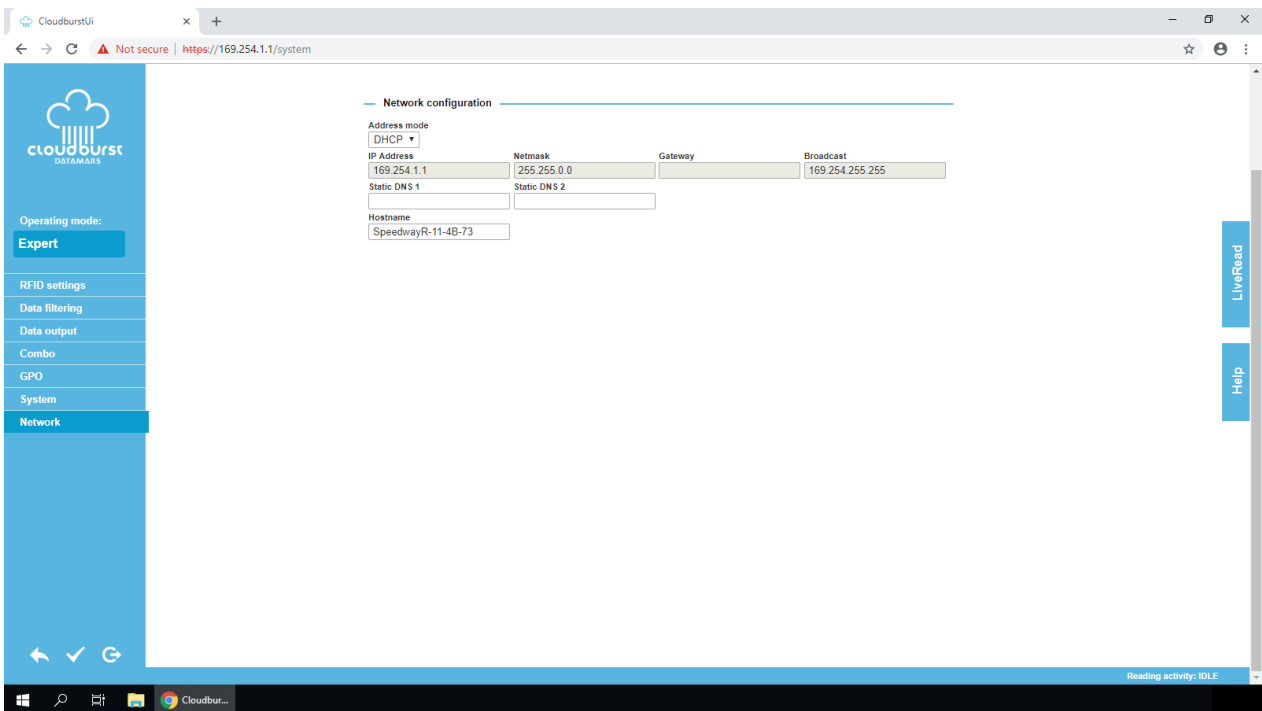 CloudburstUi
Not secure | https://169.254.1.1/system
cloudburst
DATAMARS
Operating mode:
Expert
RFID settings
Data filtering
Data output
Combo
GPO
System
Network
Network configuration
Address mode
DHCP
IP Address Netmask Gateway Broadcast
169.254.1.1 255.255.0.0 169.254.255.255
Static DNS 1 Static DNS 2
Hostname
SpeedwayR-11-4B-73
LiveRead
Help
Reading activity: IDLE
Cloudbur...